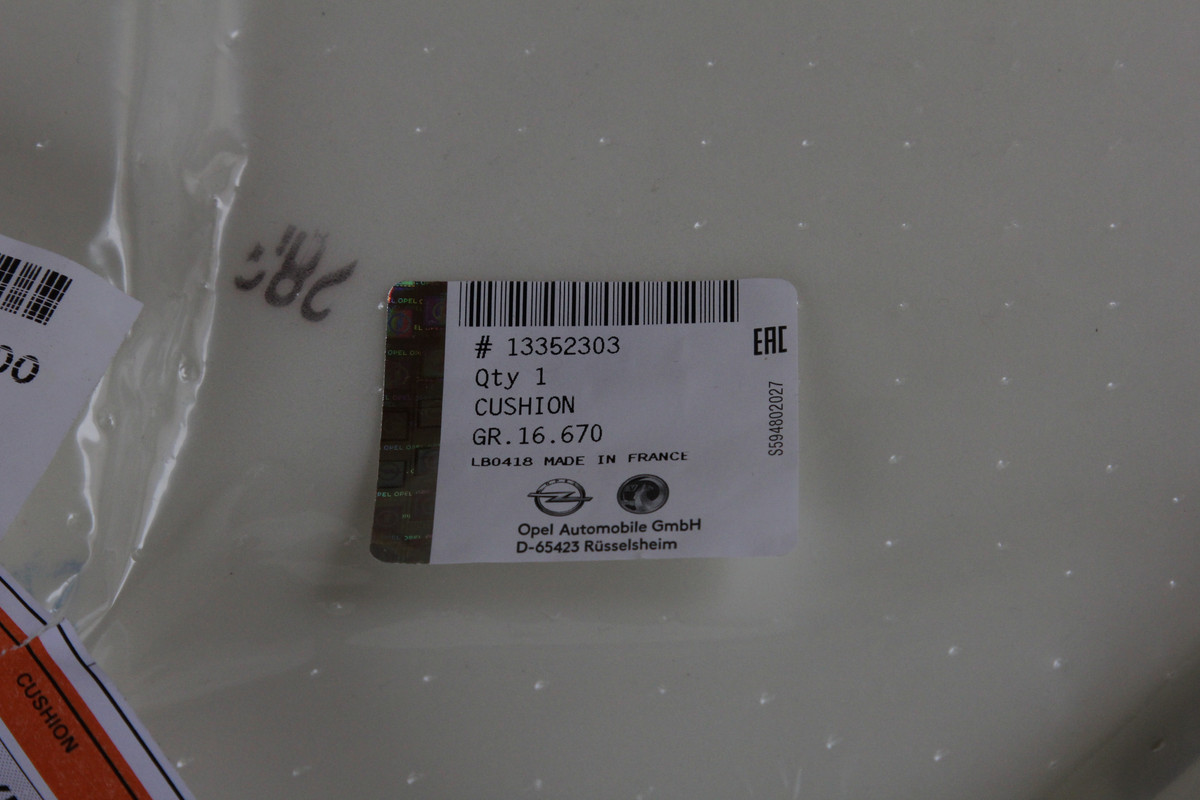 # 13352303
Qty 1
CUSHION
GR.16.670
LB0418 MADE IN FRANCE
Opel Automobile GmbH
D-65423 Rüsselsheim
EAC
S594802027
00
CUSHION